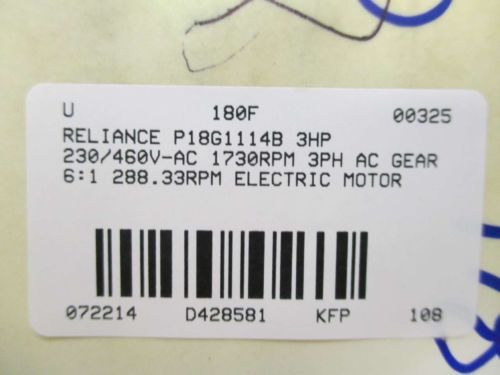 U 180F 00325
RELIANCE P18G1114B 3HP
230/460V-AC 1730RPM 3PH AC GEAR
6:1 288.33RPM ELECTRIC MOTOR
072214 D428581 KFP 108